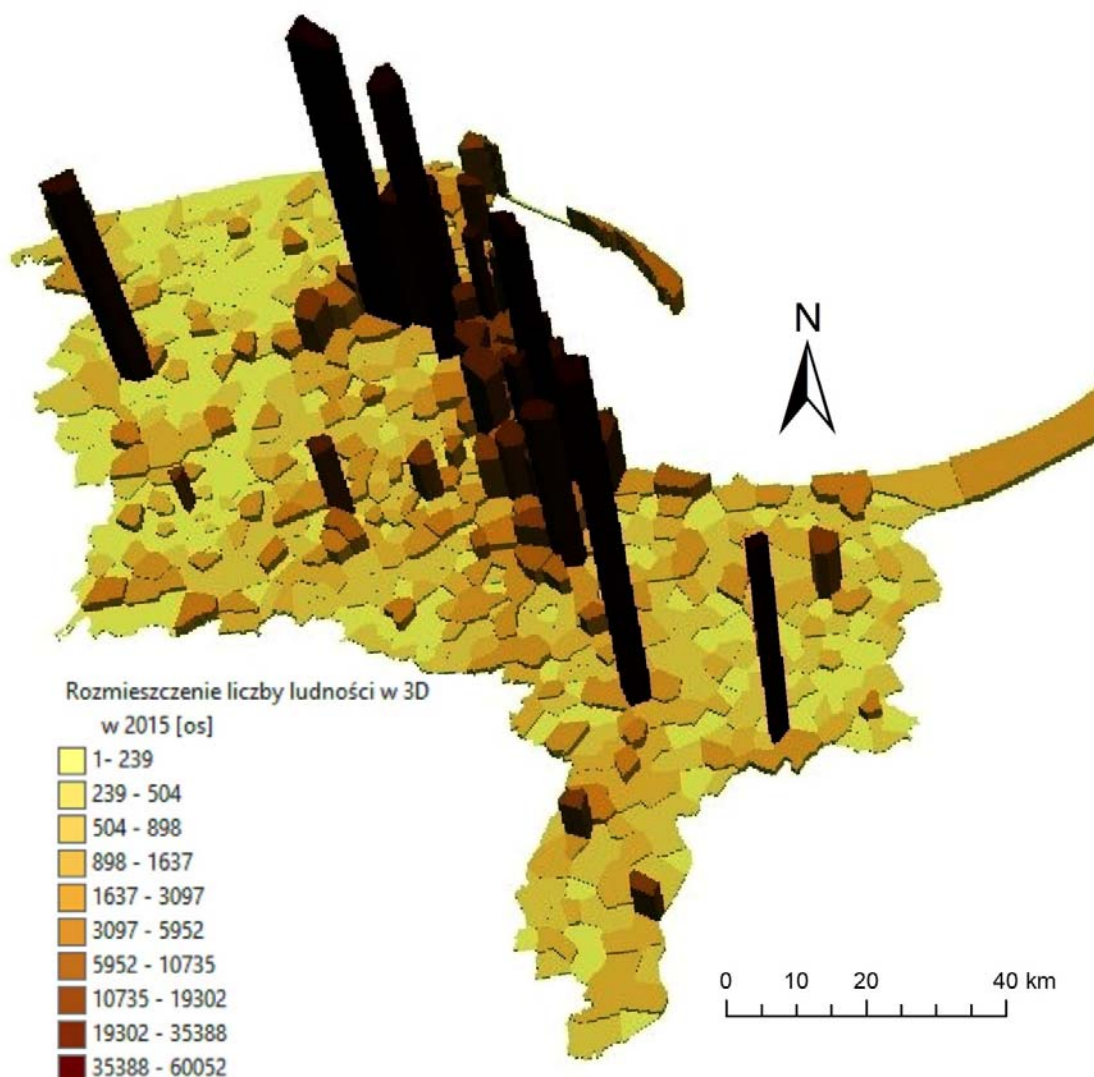 N
Rozmieszczenie liczby ludności w 3D
w 2015 [os]
1- 239
239 - 504
504 - 898
898 - 1637
1637 - 3097
3097 - 5952
5952 - 10735
10735 - 19302
19302 - 35388
35388 - 60052
0 10 20 40 km